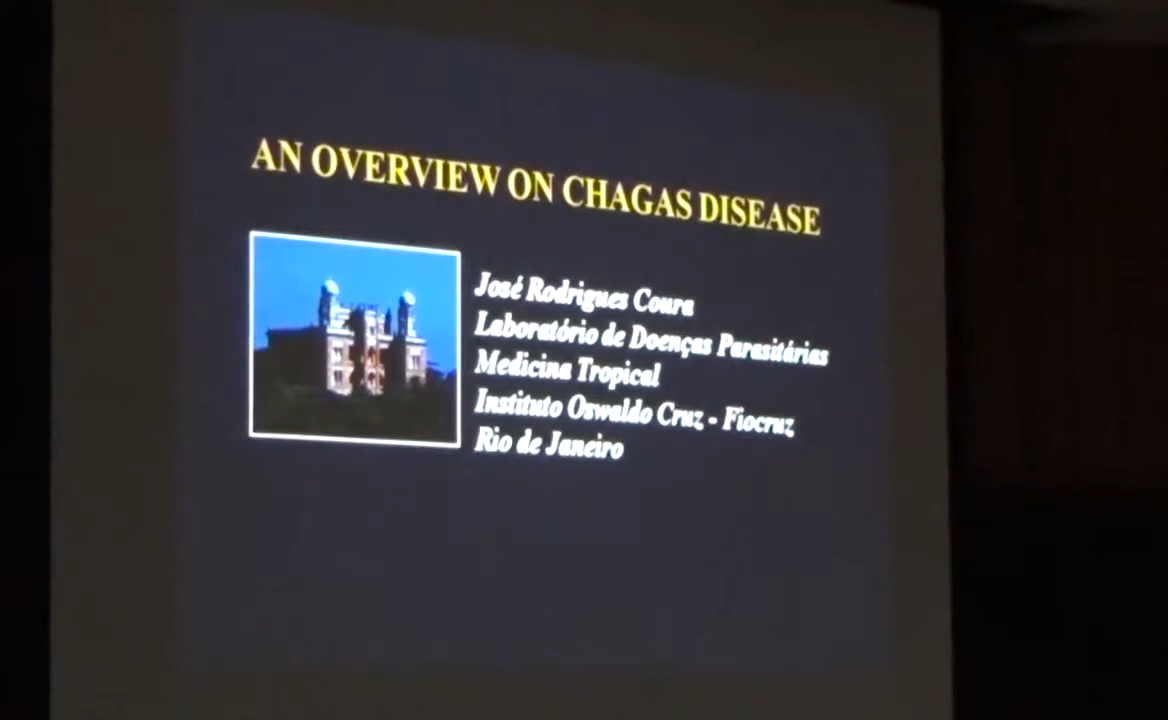 AN OVERVIEW ON CHAGAS DISEASE
José Rodrigues Coura
Laboratório de Doenças Parasitárias
Medicina Tropical
Instituto Oswaldo Cruz - Fiocruz
Rio de Janeiro